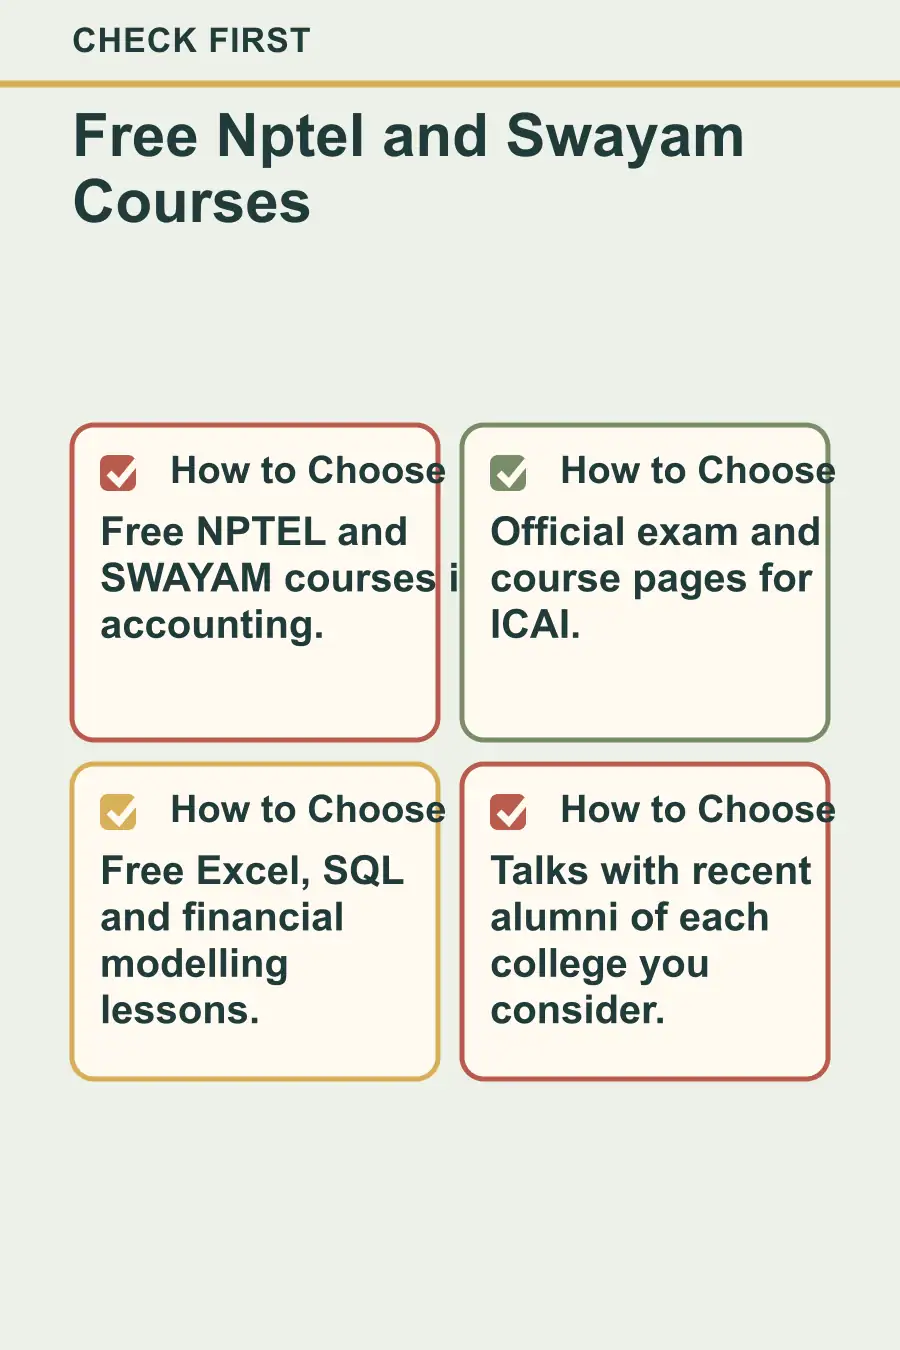 CHECK FIRST
Free Nptel and Swayam
Courses
How to Choose
Free NPTEL and
SWAYAM courses i
accounting.
How to Choose
Official exam and
course pages for
ICAI.
How to Choose
Free Excel, SQL
and financial
modelling
lessons.
How to Choose
Talks with recent
alumni of each
college you
consider.